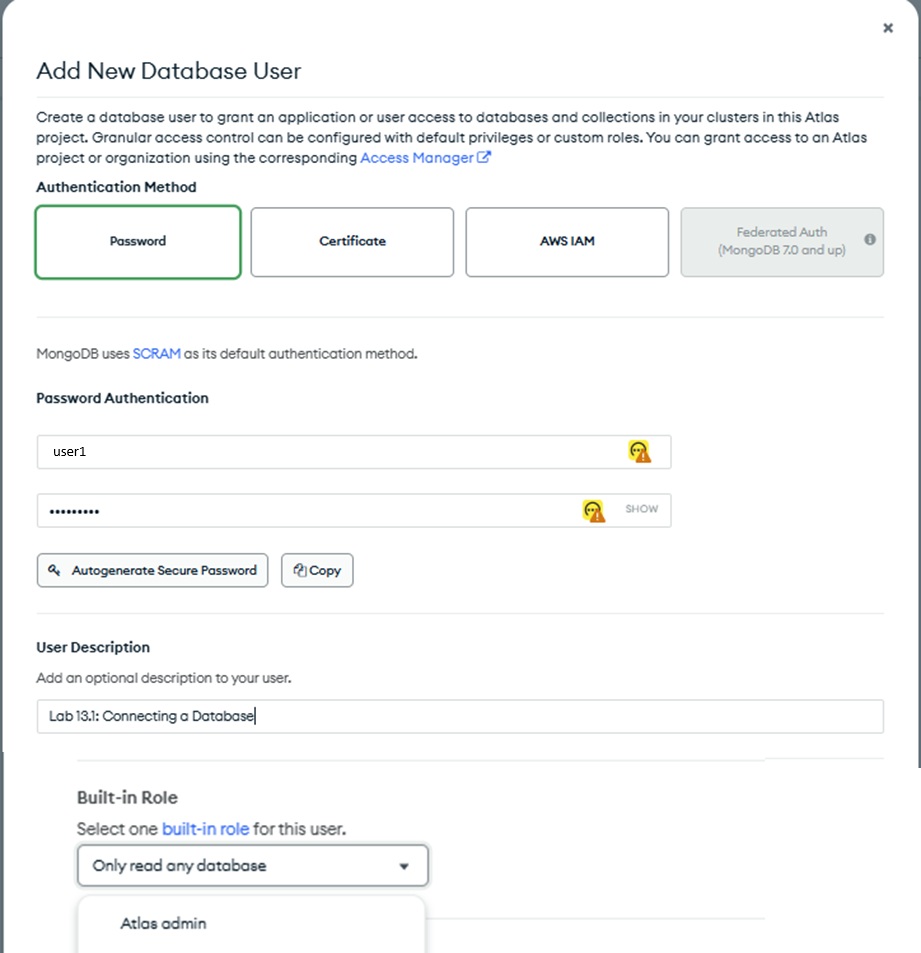 Add New Database User
Create a database user to grant an application or user access to databases and collections in your clusters in this Atlas
project. Granular access control can be configured with default privileges or custom roles. You can grant access to an Atlas
project or organization using the corresponding Access Manager
Authentication Method
Password
Certificate
AWS IAM
Federated Auth
(MongoDB 7.0 and up)
MongoDB uses SCRAM as its default authentication method.
Password Authentication
user1
•••••••••
SHOW
Autogenerate Secure Password
Copy
User Description
Add an optional description to your user.
Lab 13.1: Connecting a Database
Built-in Role
Select one built-in role for this user.
Only read any database
Atlas admin